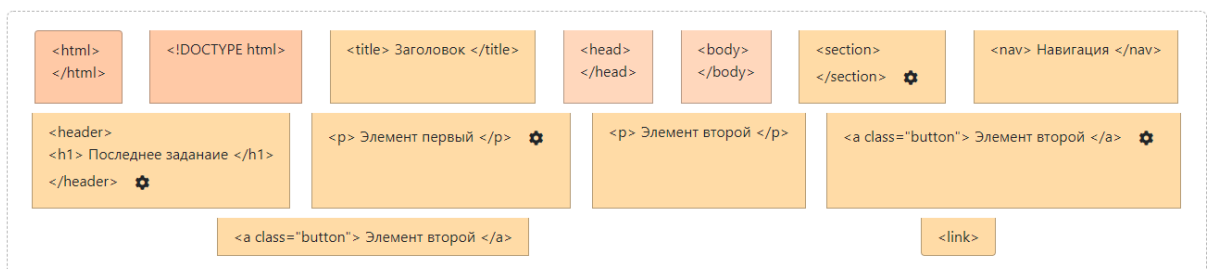 <html>
</html>
<!DOCTYPE html>
<title> Заголовок </title>
<head>
</head>
<body>
</body>
<section>
</section>
<nav> Навигация </nav>
<header>
<h1> Последнее заданаие </h1>
</header>
<p> Элемент первый </p>
<p> Элемент второй </p>
<a class="button"> Элемент второй </a>
<a class="button"> Элемент второй </a>
<link>